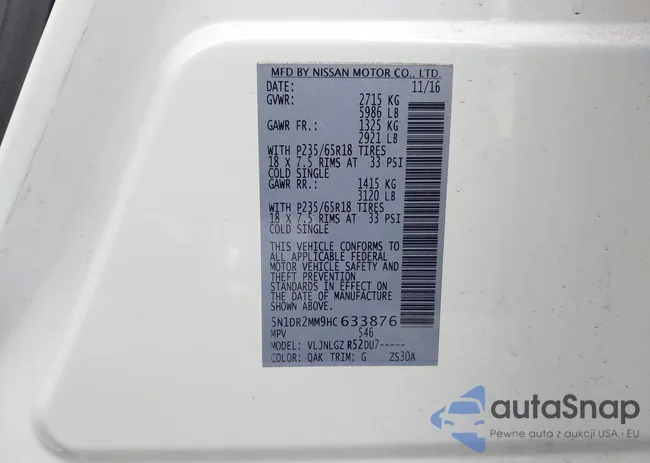 MFD BY NISSAN MOTOR CO., LTD.
DATE: 11/16
GVWR: 2715 KG
5986 LB
GAWR FR.: 1325 KG
2921 LB
WITH P235/65R18 TIRES
18 X 7.5 RIMS AT 33 PSI
COLD SINGLE
GAWR RR.: 1415 KG
3120 LB
WITH P235/65R18 TIRES
18 X 7.5 RIMS AT 33 PSI
COLD SINGLE
THIS VEHICLE CONFORMS TO
ALL APPLICABLE FEDERAL
MOTOR VEHICLE SAFETY AND
THEFT PREVENTION
STANDARDS IN EFFECT ON
THE DATE OF MANUFACTURE
5N1DR2MM9HC633876
MPV 546
MODEL: VLJNLGZ R52DU7-----
COLOR: QAK TRIM: G ZS30A
autaSnap
Pewne auta z aukcji USA i EU